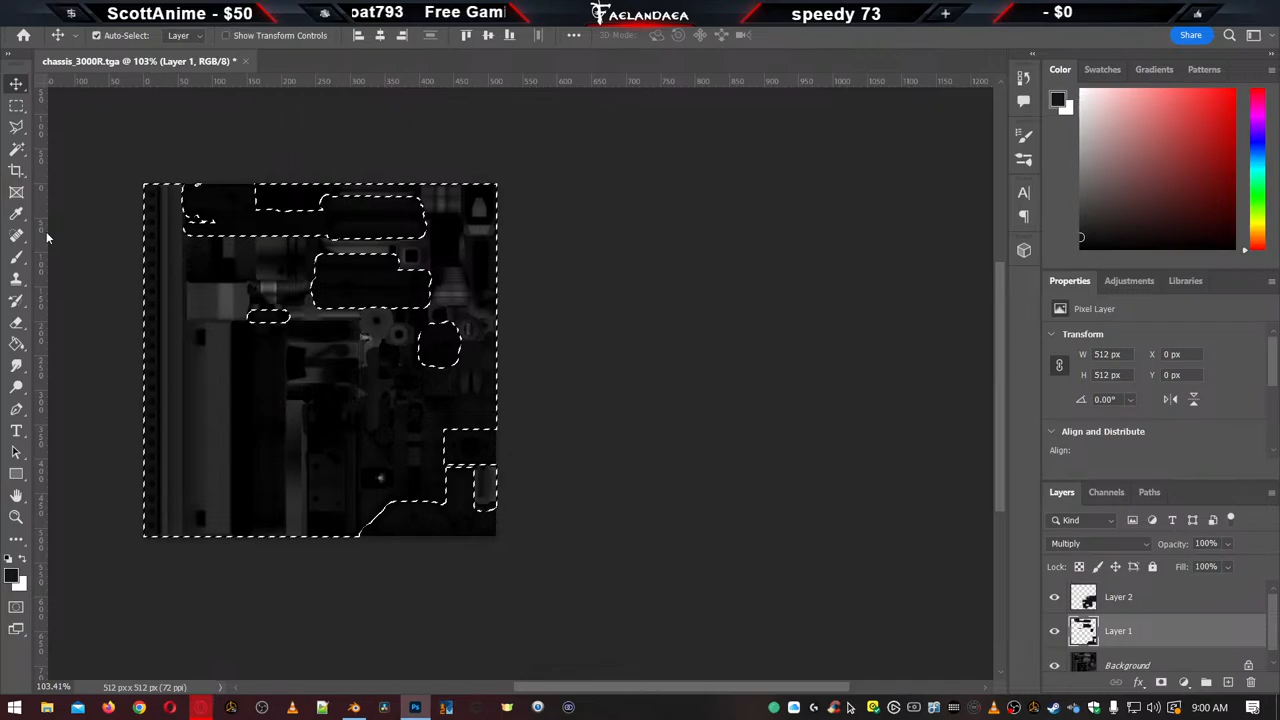 ScottAnime - $50
oat793 Free Gami
FAELANDAEA
speedy 73
- $0
Auto-Select: Layer Show Transform Controls
3D Mode:
Share
chassis_3000R.tga @ 103% (Layer 1, RGB/8) *
Color Swatches Gradients Patterns
Properties Adjustments Libraries
Pixel Layer
Transform
W 512 px X 0 px
H 512 px Y 0 px
0.00°
Align and Distribute
Align:
Layers Channels Paths
Kind
Multiply Opacity: 100%
Lock: Fill: 100%
Layer 2
Layer 1
Background
103.41% 512 px x 512 px (72 ppi)
9:00 AM